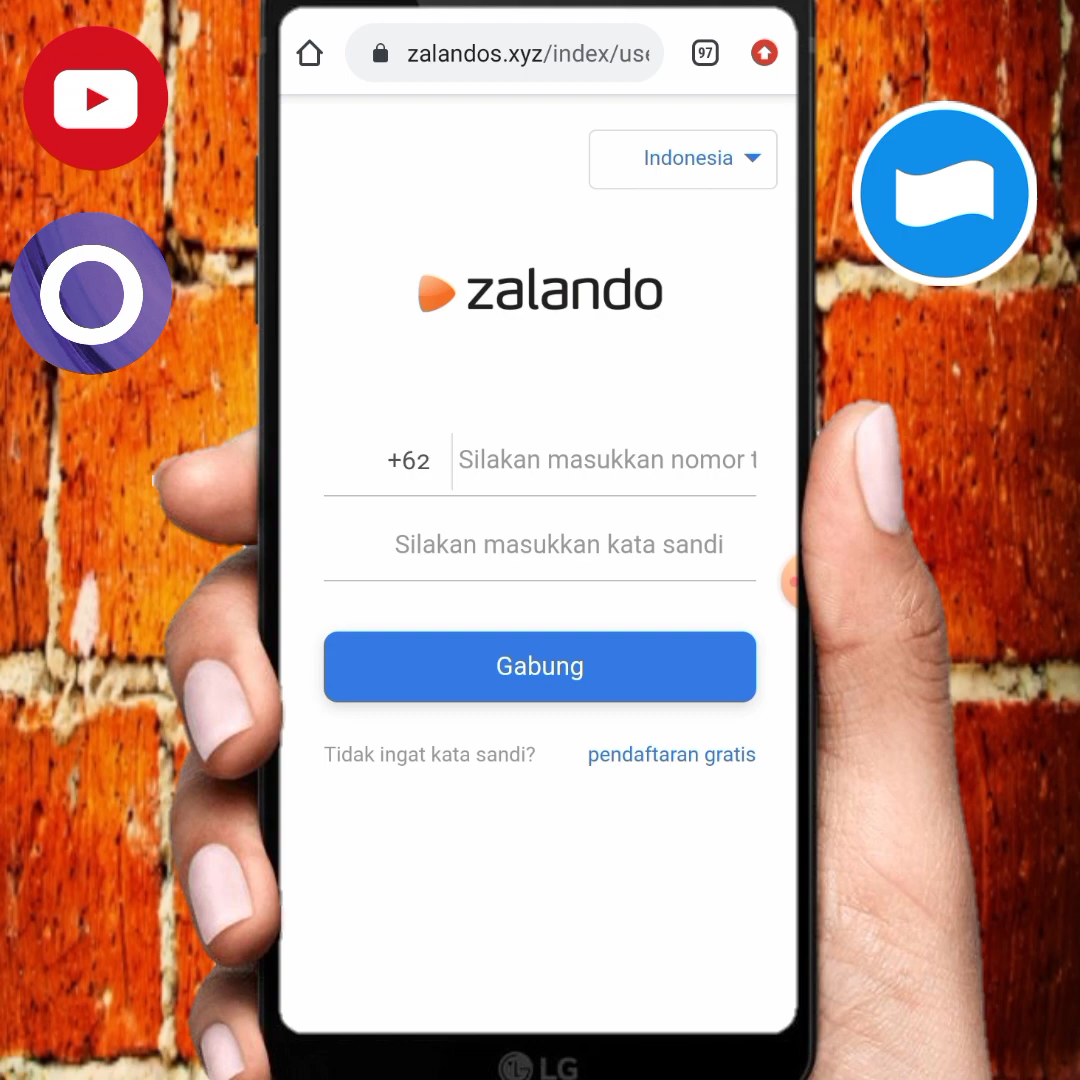 zalandos.xyz/index/use
97
Indonesia
zalando
+62 Silakan masukkan nomor t
Silakan masukkan kata sandi
Gabung
Tidak ingat kata sandi? pendaftaran gratis
LG